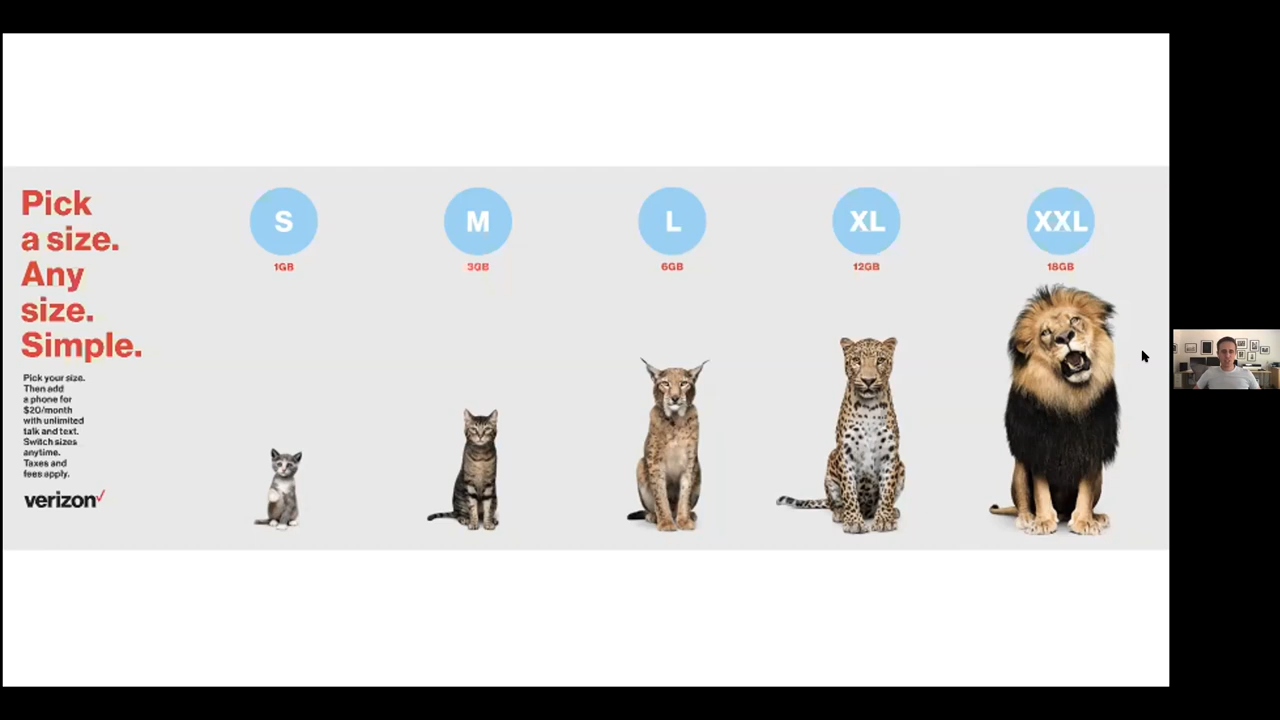 Pick
a size.
Any
size.
Simple.
Pick your size.
Then add
a phone for
$20/month
with unlimited
talk and text.
Switch sizes
anytime.
Taxes and
fees apply.
verizon✓
S
1GB
M
3GB
L
6GB
XL
12GB
XXL
18GB